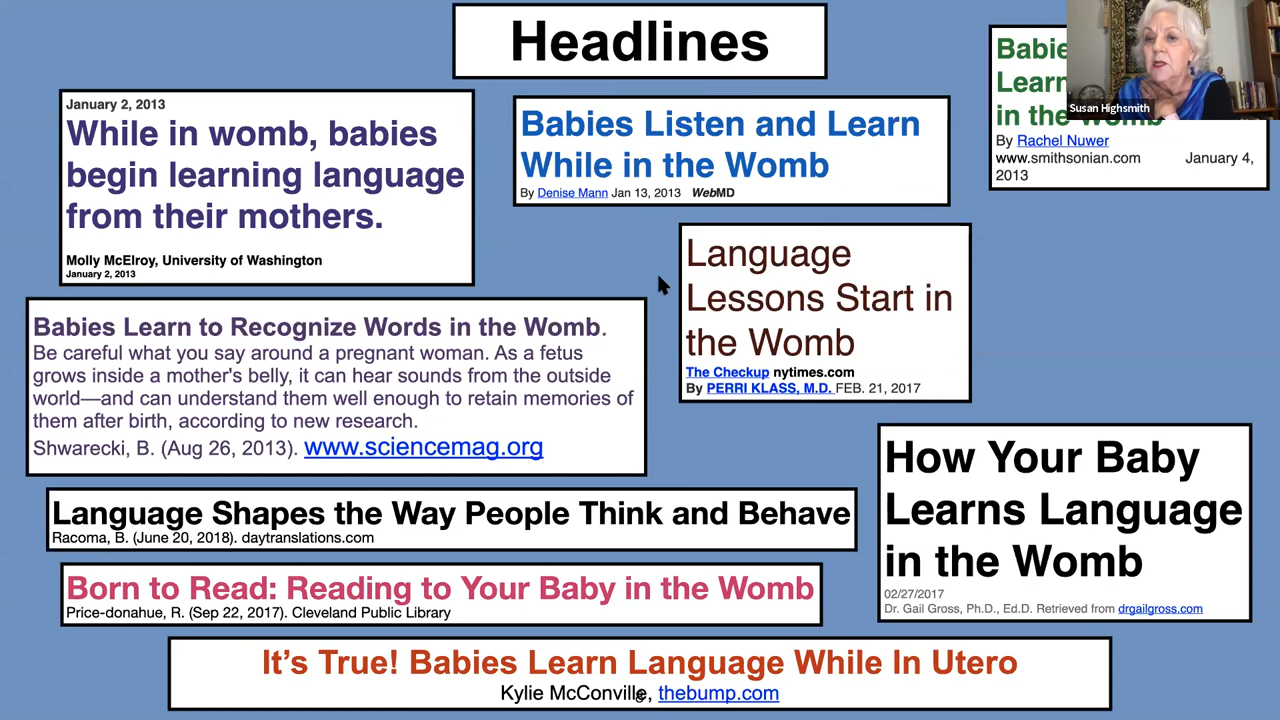 Headlines
January 2, 2013
While in womb, babies
begin learning language
from their mothers.
Molly McElroy, University of Washington
January 2, 2013
Babies Listen and Learn
While in the Womb
By Denise Mann Jan 13, 2013 WebMD
Babie
Learn
in the Womb
By Rachel Nuwer
www.smithsonian.com January 4,
2013
Susan Highsmith
Language
Lessons Start in
the Womb
The Checkup nytimes.com
By PERRI KLASS, M.D. FEB. 21, 2017
Babies Learn to Recognize Words in the Womb.
Be careful what you say around a pregnant woman. As a fetus
grows inside a mother's belly, it can hear sounds from the outside
world—and can understand them well enough to retain memories of
them after birth, according to new research.
Shwarecki, B. (Aug 26, 2013). www.sciencemag.org
How Your Baby
Learns Language
in the Womb
02/27/2017
Dr. Gail Gross, Ph.D., Ed.D. Retrieved from drgailgross.com
Language Shapes the Way People Think and Behave
Racoma, B. (June 20, 2018). daytranslations.com
Born to Read: Reading to Your Baby in the Womb
Price-donahue, R. (Sep 22, 2017). Cleveland Public Library
It's True! Babies Learn Language While In Utero
Kylie McConville, thebump.com